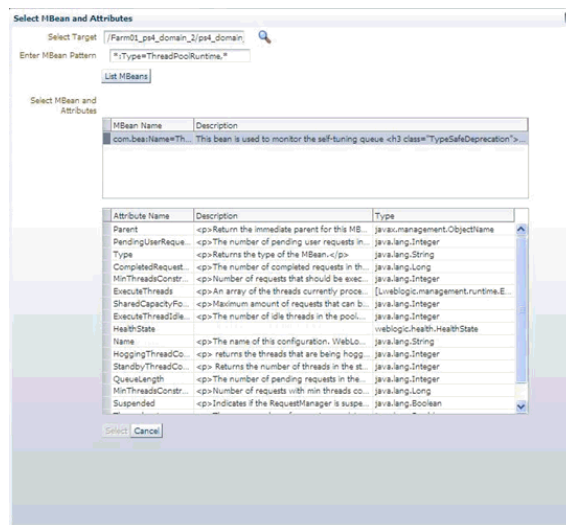 Select MBean and Attributes
Select Target /Farm01_ps4_domain_2/ps4_domain
Enter MBean Pattern *:Type=ThreadPoolRuntime,*
List MBeans
Select MBean and
Attributes
MBean Name Description
com.bea:Name=Th... This bean is used to monitor the self-tuning queue <h3 class="TypeSafeDeprecation">...
Attribute Name Description Type
Parent <p>Return the immediate parent for this MB... javax.management.ObjectName
PendingUserReque... <p>The number of pending user requests in... java.lang.Integer
Type <p>Returns the type of the MBean.</p> java.lang.String
CompletedRequest... <p>The number of completed requests in th... java.lang.Long
MinThreadsConstr... <p>Number of requests that should be exec... java.lang.Integer
ExecuteThreads <p>An array of the threads currently proce... [Lweblogic.management.runtime.E...
SharedCapacityFo... <p>Maximum amount of requests that can b... java.lang.Integer
ExecuteThreadIdle... <p>The number of idle threads in the pool.... java.lang.Integer
HealthState weblogic.health.HealthState
Name <p>The name of this configuration. WebLo... java.lang.String
HoggingThreadCo... <p> returns the threads that are being hogg... java.lang.Integer
StandbyThreadCo... <p> Returns the number of threads in the st... java.lang.Integer
QueueLength <p>The number of pending requests in the... java.lang.Integer
MinThreadsConstr... <p>Number of requests with min threads co... java.lang.Long
Suspended <p>Indicates if the RequestManager is suspe... java.lang.Boolean
Select Cancel